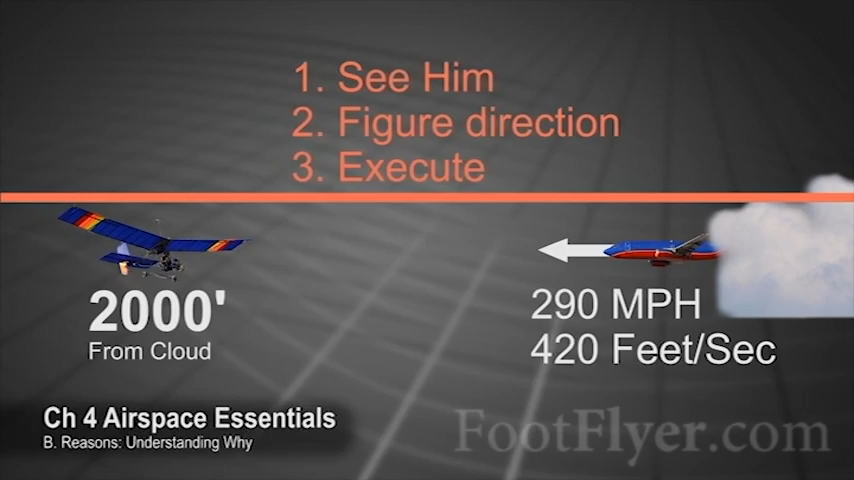 1. See Him
2. Figure direction
3. Execute
2000'
From Cloud
290 MPH
420 Feet/Sec
Ch 4 Airspace Essentials
B. Reasons: Understanding Why
FootFlyer.com